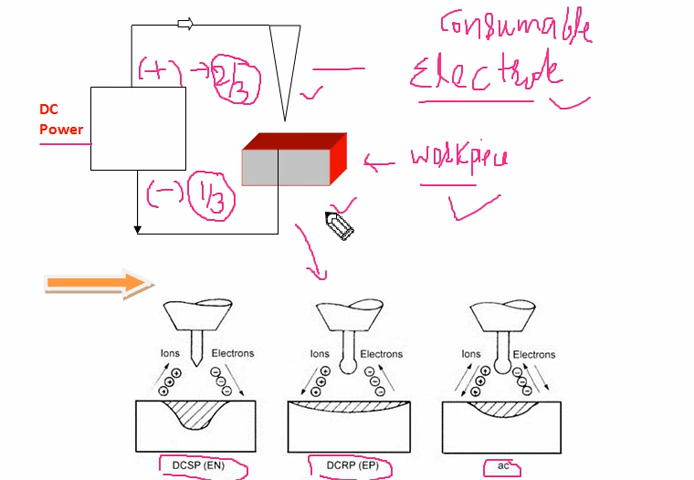 Consumable
Electrode
(+) → 2/3
DC
Power
workpiece
(-) 1/3
Ions Electrons
Ions Electrons
Ions Electrons
DCSP (EN)
DCRP (EP)
ac